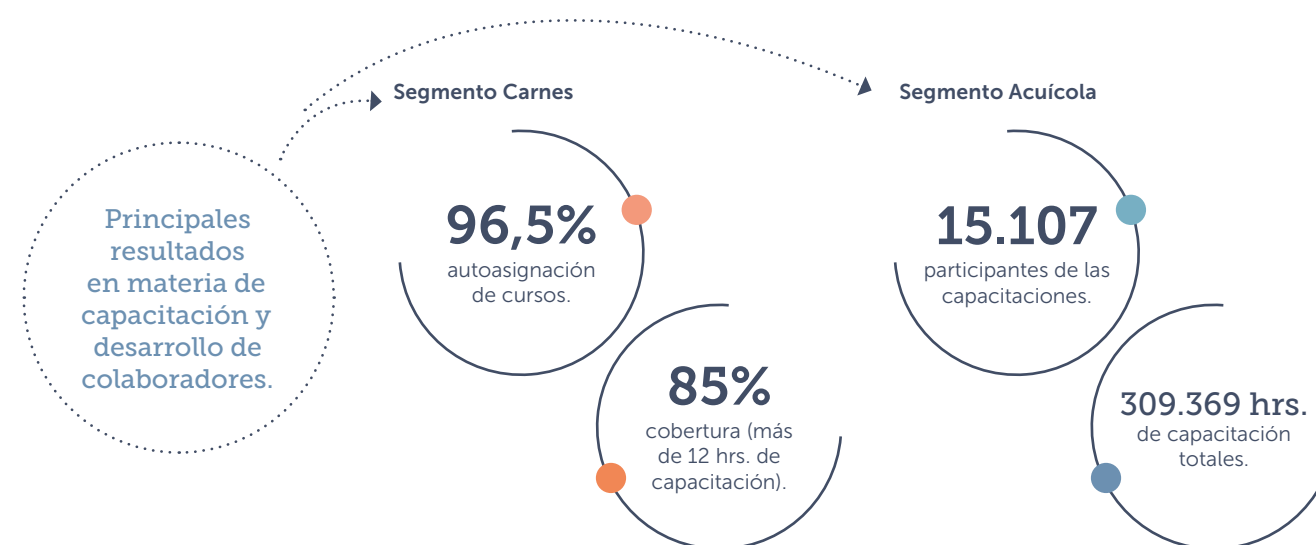 Principales
resultados
en materia de
capacitación y
desarrollo de
colaboradores.
Segmento Carnes
96,5%
autoasignación
de cursos.
85%
cobertura (más
de 12 hrs. de
capacitación).
Segmento Acuícola
15.107
participantes de las
capacitaciones.
309.369 hrs.
de capacitación
totales.